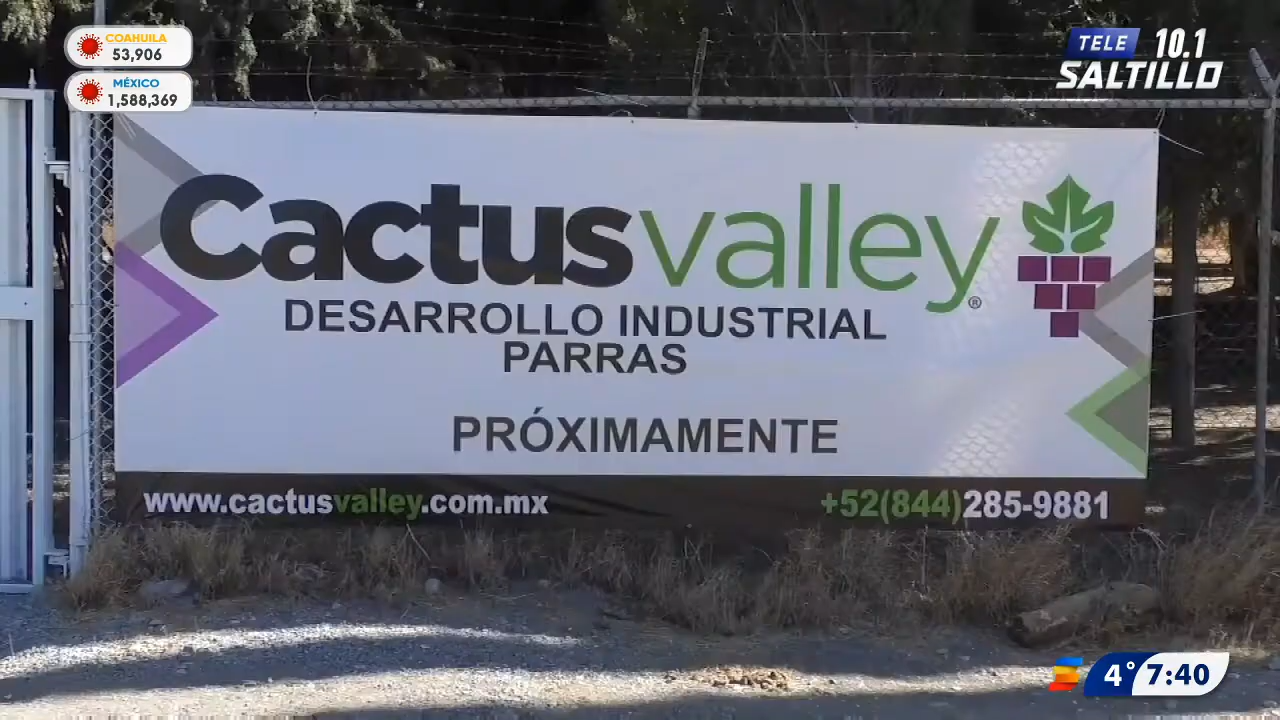 COAHUILA
53,906
MÉXICO
1,588,369
TELE 10.1
SALTILLO
Cactusvalley®
DESARROLLO INDUSTRIAL
PARRAS
PRÓXIMAMENTE
www.cactusvalley.com.mx
+52(844)285-9881
4° 7:40